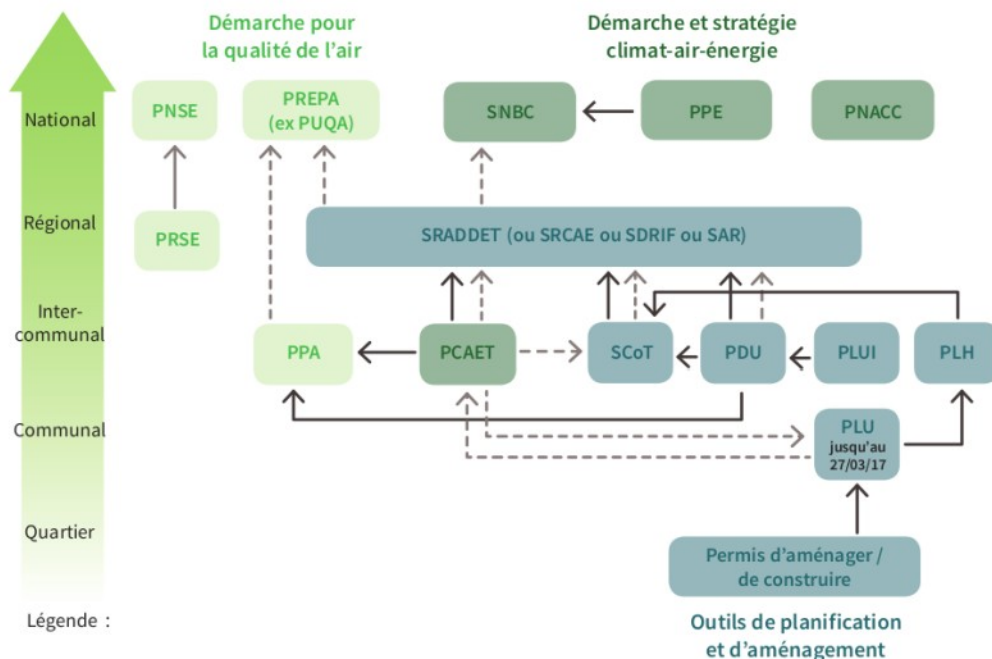 Démarche pour
la qualité de l'air
Démarche et stratégie
climat-air-énergie
National
PNSE
PREPA
(ex PUQA)
SNBC
PPE
PNACC
Régional
PRSE
SRADDET (ou SRCAE ou SDRIF ou SAR)
Inter-
communal
PPA
PCAET
SCoT
PDU
PLUI
PLH
Communal
PLU
jusqu'au
27/03/17
Quartier
Permis d'aménager /
de construire
Légende :
Outils de planification
et d'aménagement